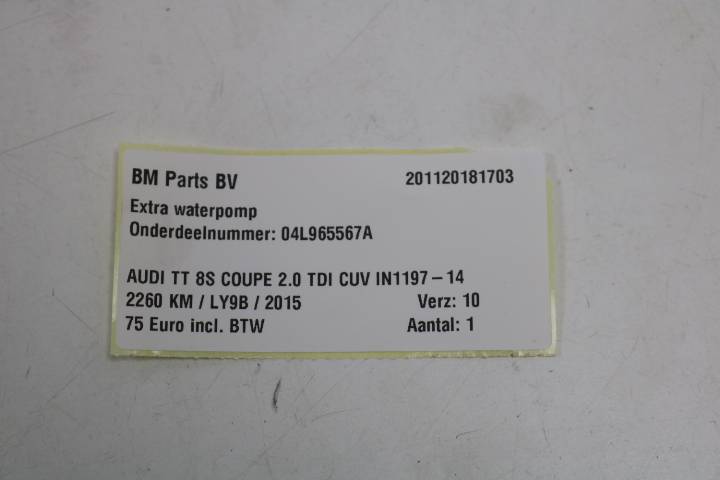 BM Parts BV 201120181703
Extra waterpomp
Onderdeelnummer: 04L965567A
AUDI TT 8S COUPE 2.0 TDI CUV IN1197-14
2260 KM / LY9B / 2015 Verz: 10
75 Euro incl. BTW Aantal: 1